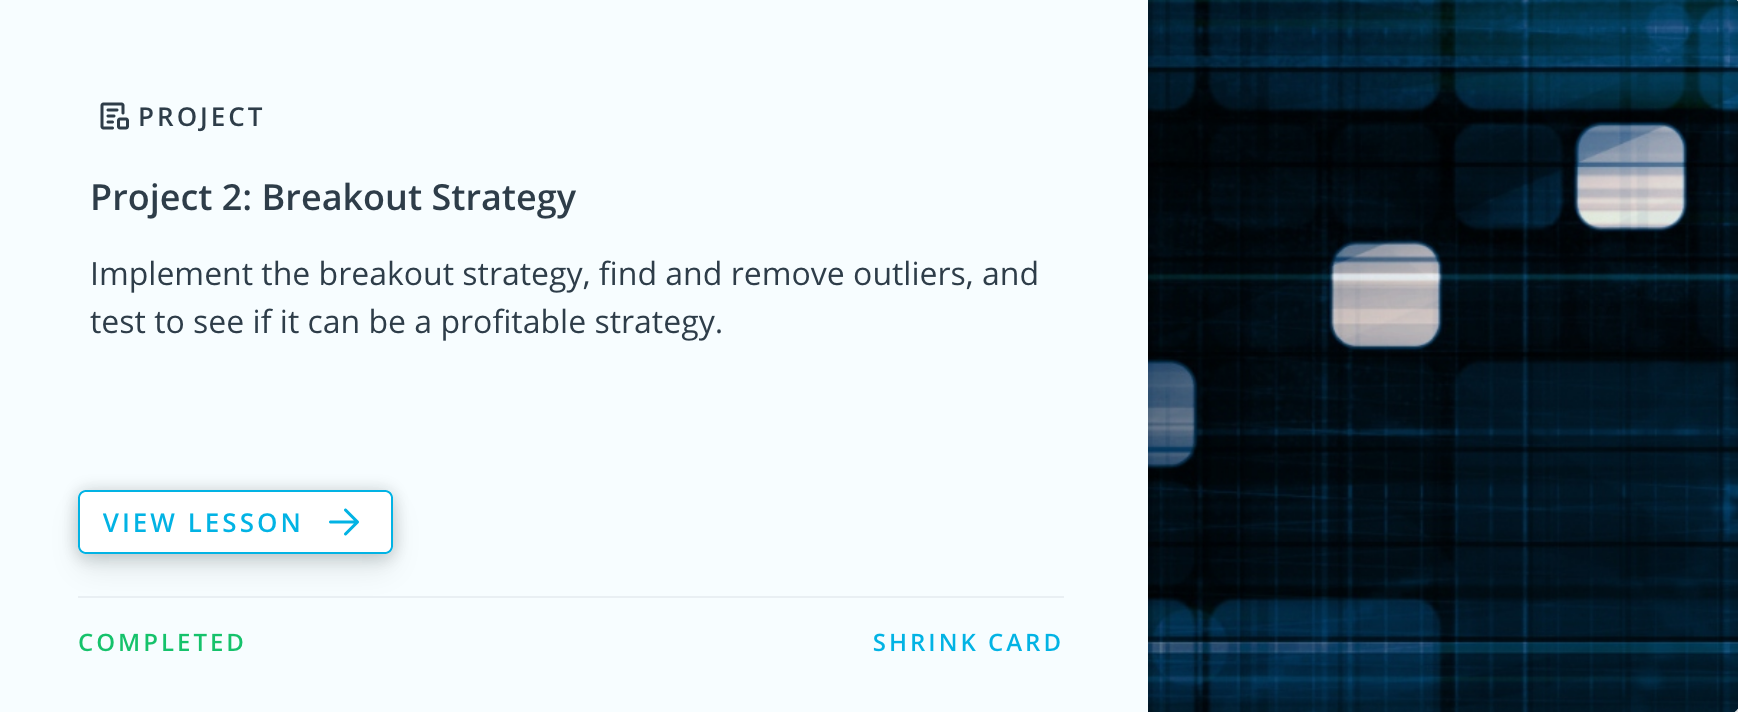 PROJECT
Project 2: Breakout Strategy
Implement the breakout strategy, find and remove outliers, and
test to see if it can be a profitable strategy.
VIEW LESSON
COMPLETED
SHRINK CARD